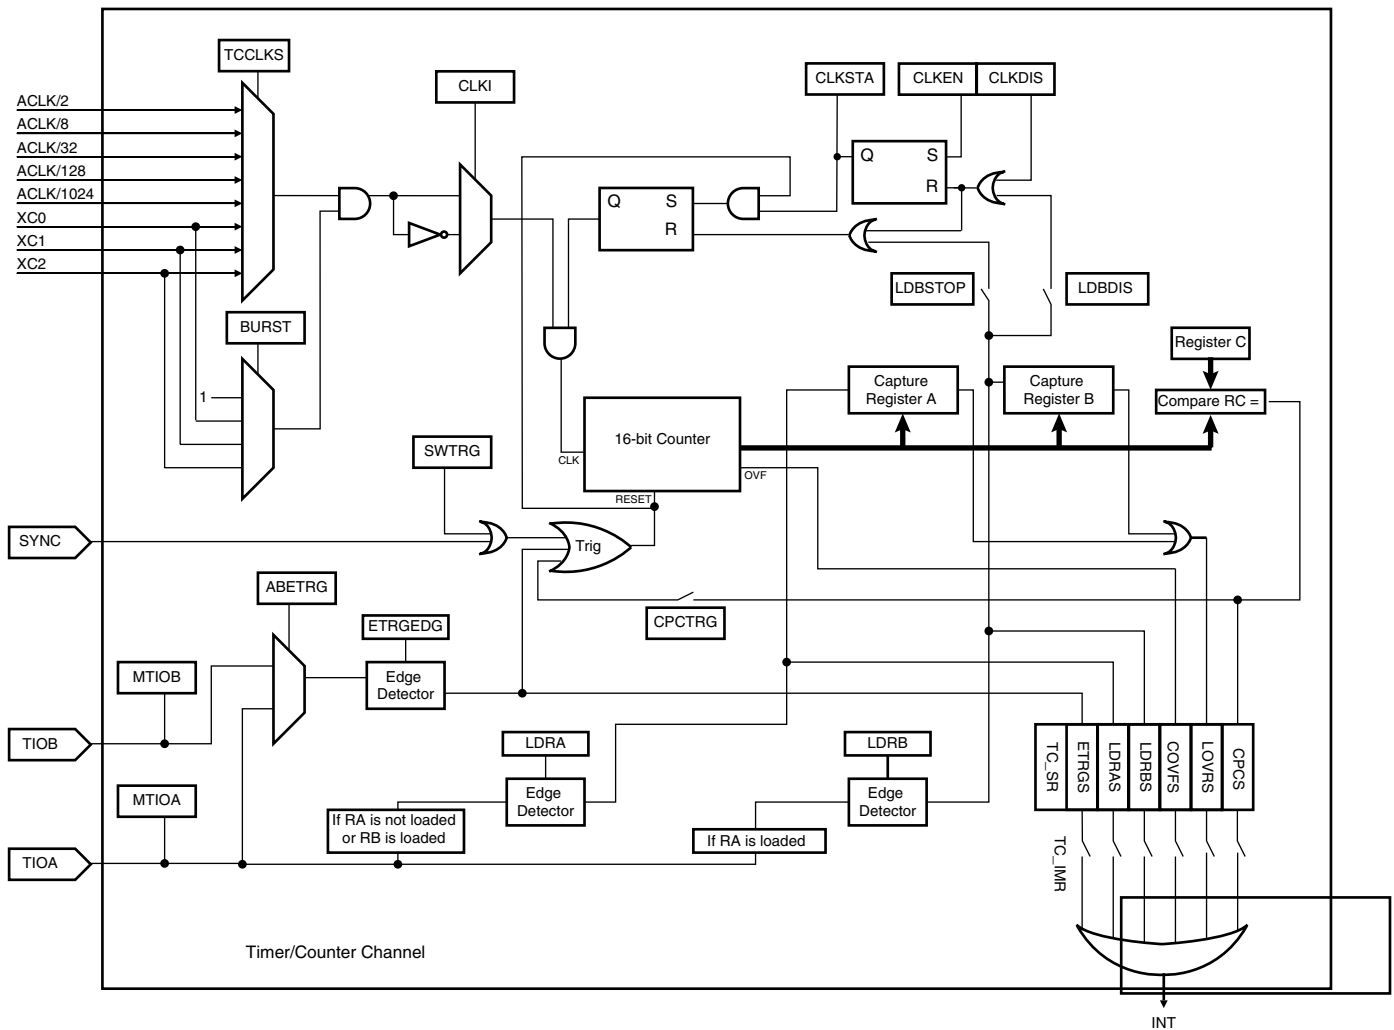 TCCLKS
CLKI
CLKSTA
CLKEN
CLKDIS
ACLK/2
ACLK/8
ACLK/32
ACLK/128
ACLK/1024
XC0
XC1
XC2
Q
S
R
Q
S
R
LDBSTOP
LDBDIS
BURST
1
Register C
Capture
Register A
Capture
Register B
Compare RC =
16-bit Counter
CLK
OVF
RESET
SWTRG
SYNC
Trig
ABETRG
ETRGEDG
CPCTRG
MTIOB
Edge
Detector
TIOB
LDRA
LDRB
MTIOA
Edge
Detector
Edge
Detector
If RA is not loaded
or RB is loaded
If RA is loaded
TIOA
TC_SR
ETRGS
LDRAS
LDRBS
COVFS
LOVRS
CPCS
TC_IMR
Timer/Counter Channel
INT